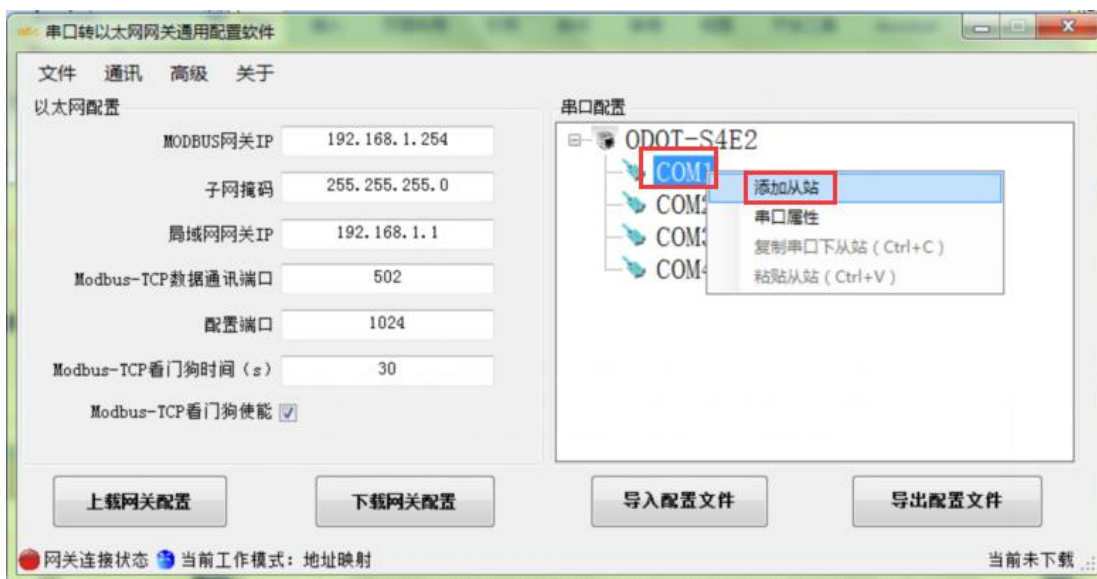 串口转以太网网关通用配置软件
文件 通讯 高级 关于
以太网配置
MODBUS网关IP 192.168.1.254
子网掩码 255.255.255.0
局域网网关IP 192.168.1.1
Modbus-TCP数据通讯端口 502
配置端口 1024
Modbus-TCP看门狗时间(s) 30
Modbus-TCP看门狗使能
串口配置
ODOT-S4E2
COM1
COM2
COM3
COM4
添加从站
串口属性
复制串口下从站(Ctrl+C)
粘贴从站(Ctrl+V)
上载网关配置 下载网关配置 导入配置文件 导出配置文件
网关连接状态 当前工作模式: 地址映射 当前未下载